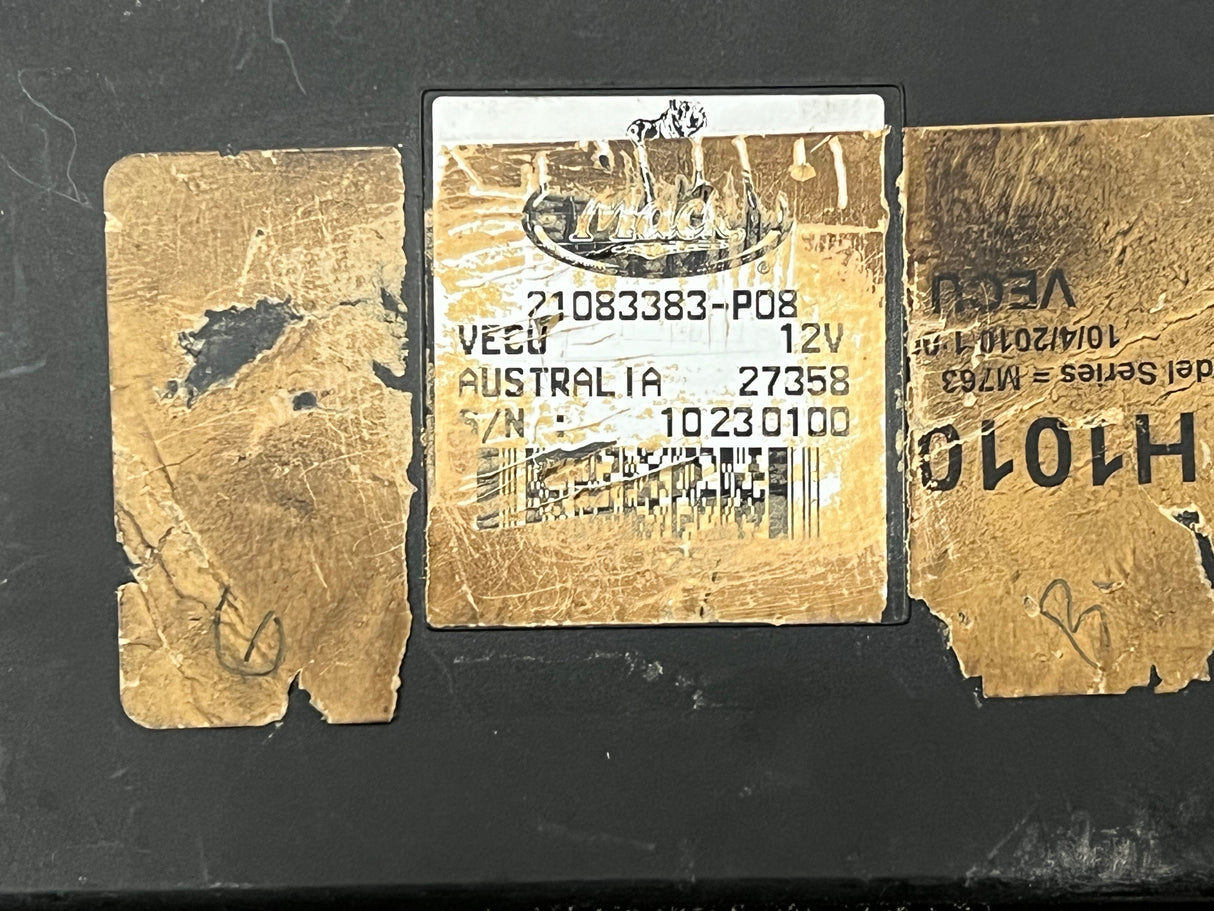 Mack
®
21083383-P08
VECU 12V
AUSTRALIA 27358
S/N : 10230100
VECU
10/4/2010
del Series = M763
H1010
B